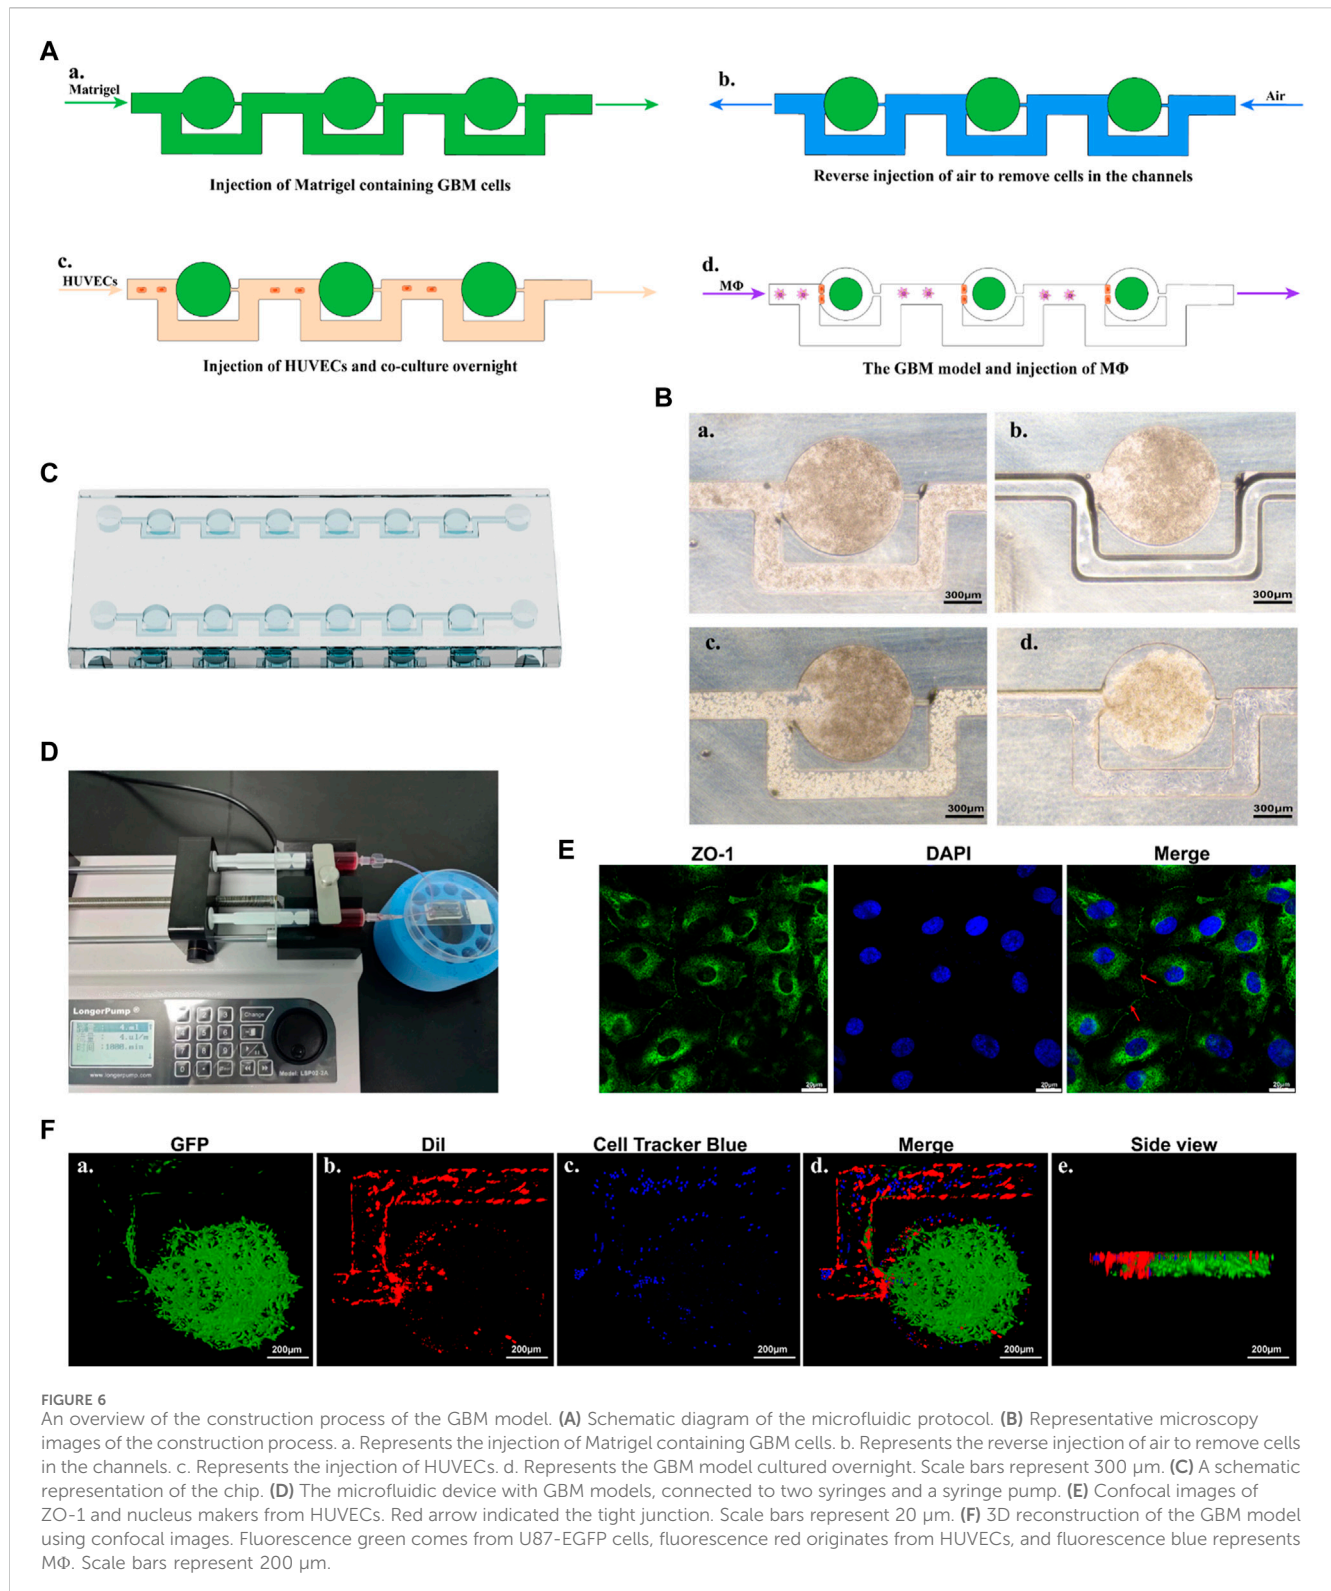 A
a.
Matrigel
Injection of Matrigel containing GBM cells
b.
Air
Reverse injection of air to remove cells in the channels
c.
HUVECs
Injection of HUVECs and co-culture overnight
d.
MΦ
The GBM model and injection of MΦ
B
a.
300μm
b.
300μm
c.
300μm
d.
300μm
C
D
LongerPump ®
www.longerpump.com
Change
E
ZO-1
DAPI
Merge
20μm
20μm
20μm
F
GFP
DiI
Cell Tracker Blue
Merge
Side view
a.
200μm
b.
200μm
c.
200μm
d.
200μm
e.
200μm
FIGURE 6
An overview of the construction process of the GBM model. (A) Schematic diagram of the microfluidic protocol. (B) Representative microscopy
images of the construction process. a. Represents the injection of Matrigel containing GBM cells. b. Represents the reverse injection of air to remove cells
in the channels. c. Represents the injection of HUVECs. d. Represents the GBM model cultured overnight. Scale bars represent 300 μm. (C) A schematic
representation of the chip. (D) The microfluidic device with GBM models, connected to two syringes and a syringe pump. (E) Confocal images of
ZO-1 and nucleus makers from HUVECs. Red arrow indicated the tight junction. Scale bars represent 20 μm. (F) 3D reconstruction of the GBM model
using confocal images. Fluorescence green comes from U87-EGFP cells, fluorescence red originates from HUVECs, and fluorescence blue represents
MΦ. Scale bars represent 200 μm.